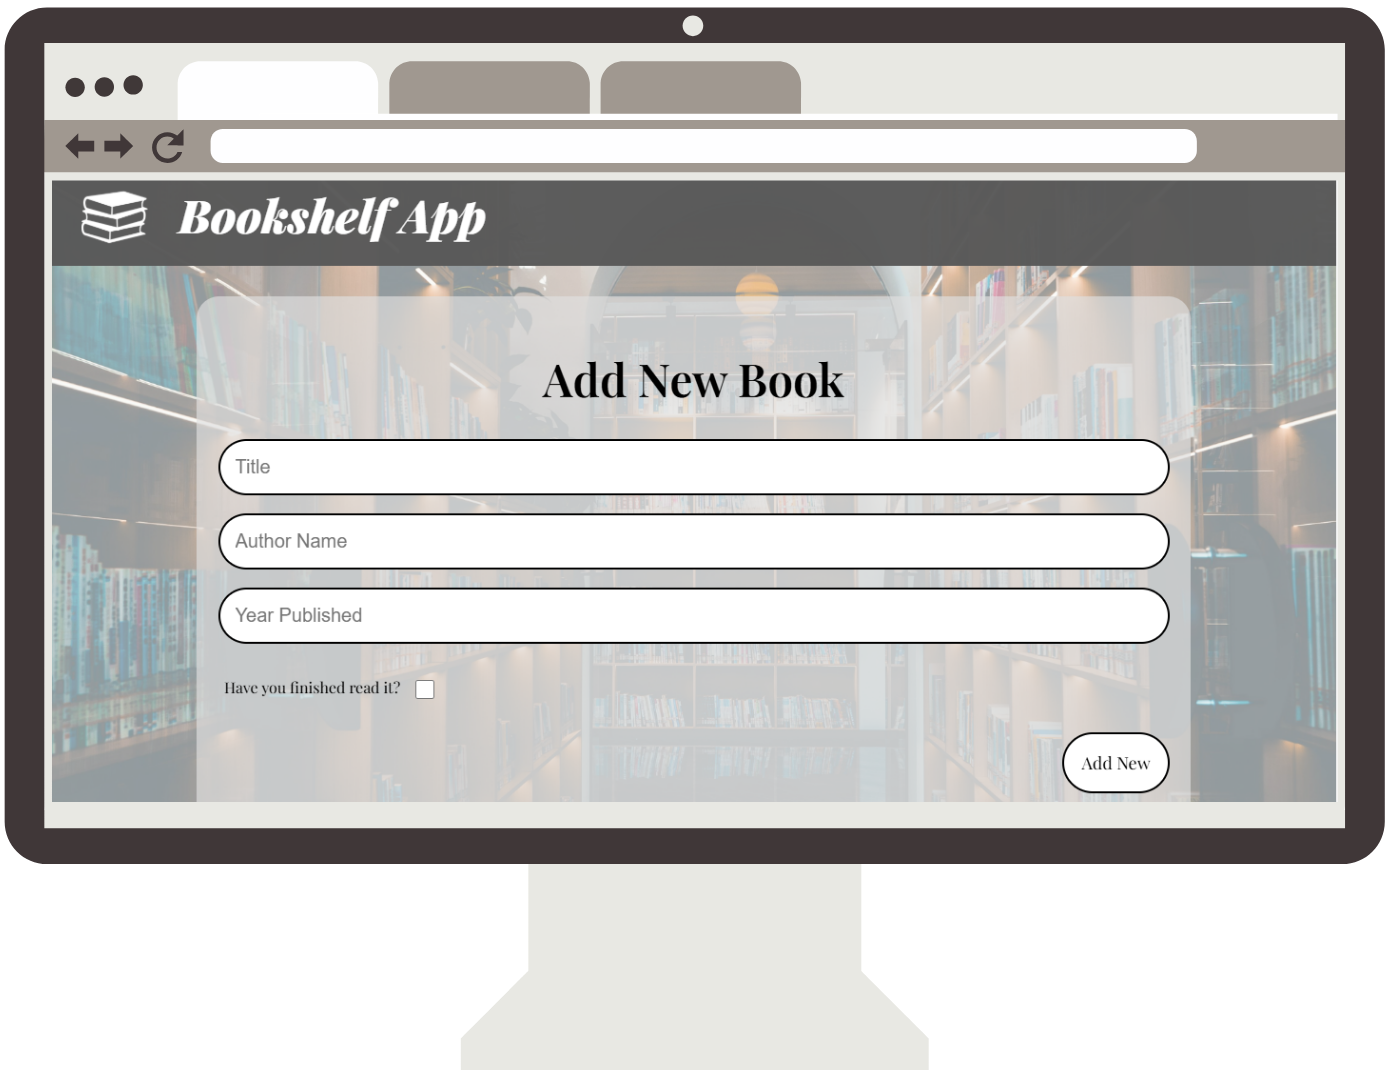 Bookshelf App
Add New Book
Title
Author Name
Year Published
Have you finished read it?
Add New